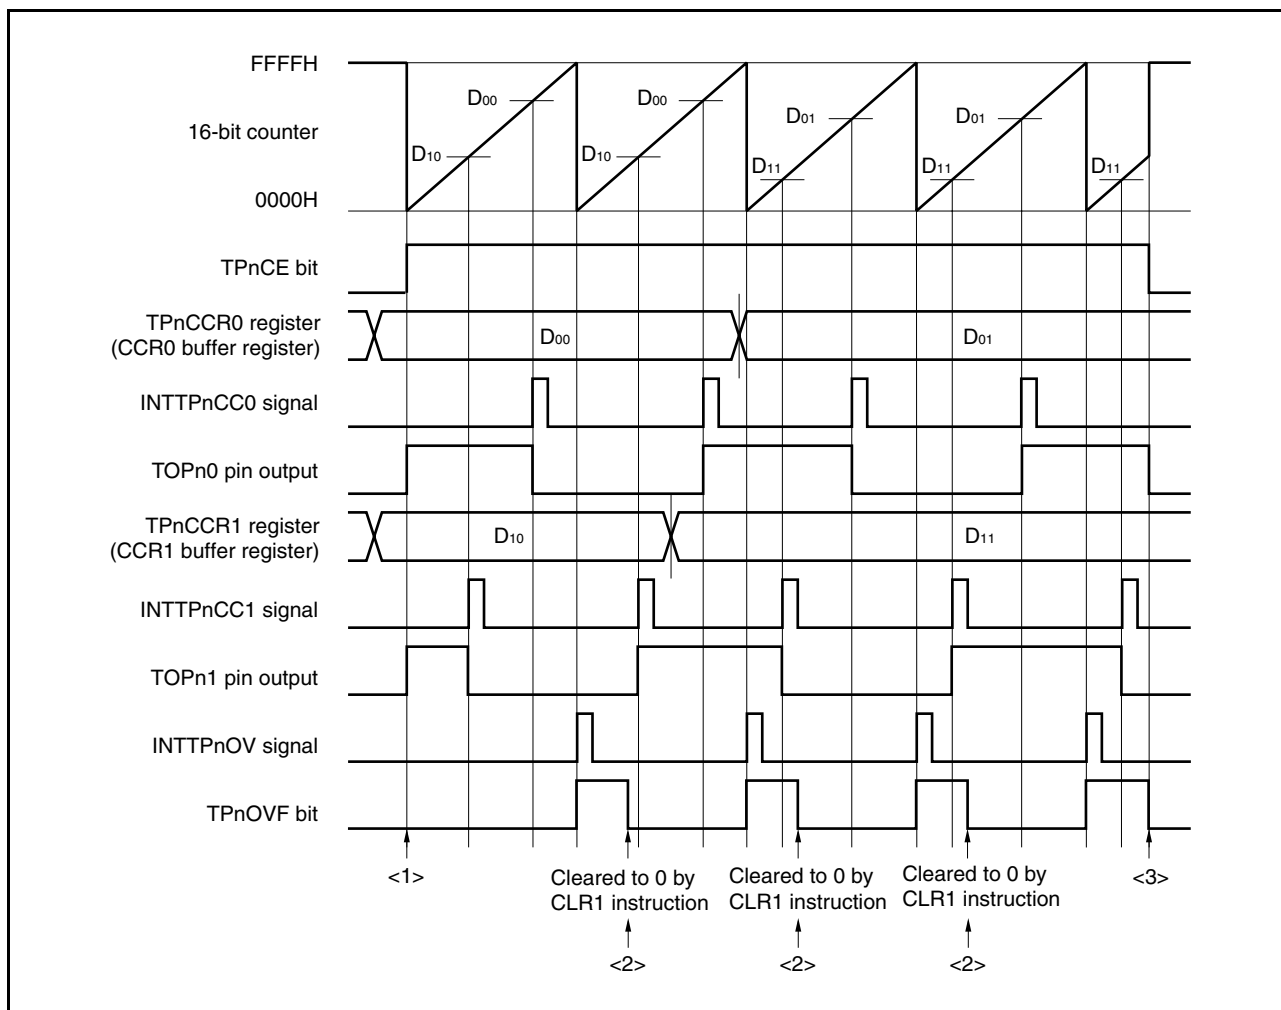 FFFFH
D00
D00
D01
D01
16-bit counter
D10
D10
D11
D11
D11
0000H
TPnCE bit
TPnCCR0 register
(CCR0 buffer register)
D00
D01
INTTPnCC0 signal
TOPn0 pin output
TPnCCR1 register
(CCR1 buffer register)
D10
D11
INTTPnCC1 signal
TOPn1 pin output
INTTPnOV signal
TPnOVF bit
<1>
Cleared to 0 by
CLR1 instruction
Cleared to 0 by
CLR1 instruction
Cleared to 0 by
CLR1 instruction
<3>
<2>
<2>
<2>